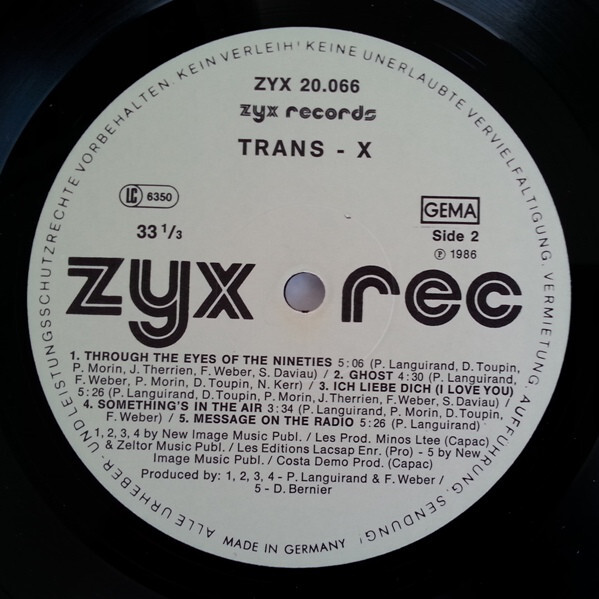 ALLE URHEBER- UND LEISTUNGSSCHUTZRECHTE VORBEHALTEN. KEIN VERLEIH! KEINE UNERLAUBTE VERVIELFALTIGUNG, VERMIETUNG, AUFFÜHRUNG, SENDUNG!
ZYX 20.066
zyx records
TRANS - X
LC 6350
GEMA
33 1/3
Side 2
Ⓟ 1986
zyx rec
1. THROUGH THE EYES OF THE NINETIES 5:06 (P. Languirand, D. Toupin,
P. Morin, J. Therrien, F. Weber, S. Daviau) / 2. GHOST 4:30 (P. Languirand,
F. Weber, P. Morin, D. Toupin, N. Kerr) / 3. ICH LIEBE DICH (I LOVE YOU)
5:26 (P. Languirand, D. Toupin, P. Morin, J. Therrien, F. Weber, S. Daviau) /
4. SOMETHING'S IN THE AIR 3:34 (P. Languirand, P. Morin, D. Toupin,
F. Weber) / 5. MESSAGE ON THE RADIO 5:26 (P. Languirand)
1, 2, 3, 4 by New Image Music Publ. / Les Prod. Minos Ltee (Capac)
& Zeltor Music Publ. / Les Editions Lacsap Enr. (Pro) - 5 by New
Image Music Publ. / Costa Demo Prod. (Capac)
Produced by: 1, 2, 3, 4 - P. Languirand & F. Weber /
5 - D. Bernier
MADE IN GERMANY